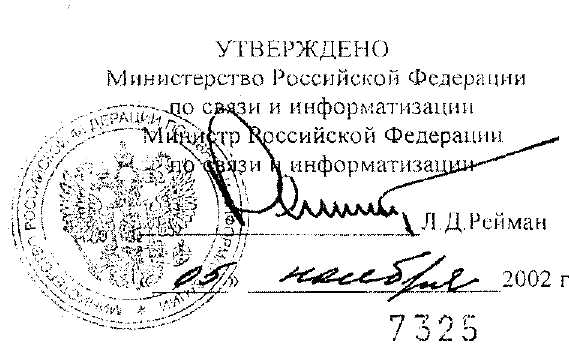 УТВЕРЖДЕНО
Министерство Российской Федерации
по связи и информатизации
Министр Российской Федерации
по связи и информатизации
Л.Д.Рейман
« 05 » ноября 2002 г
7325